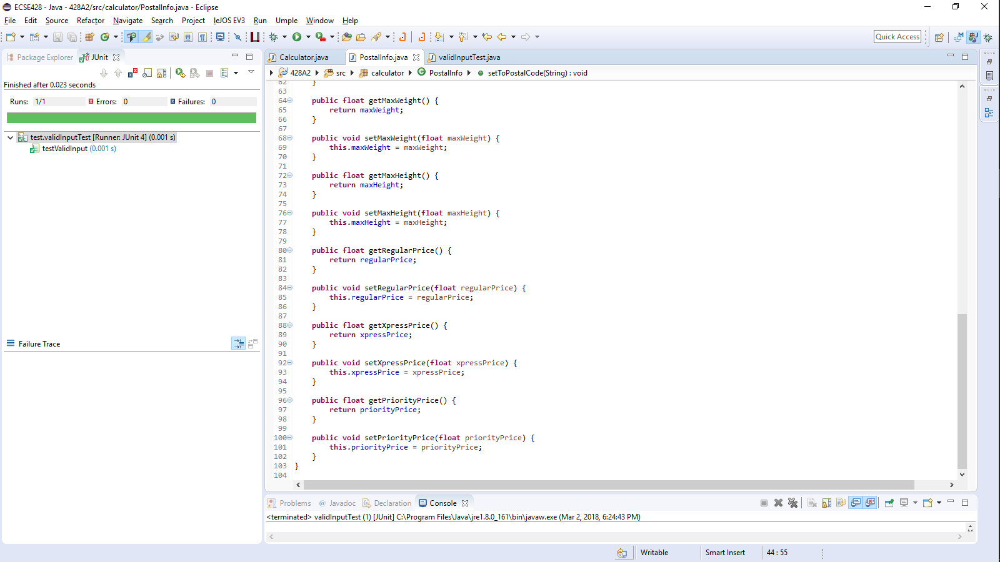 ECSE428 - Java - 428A2/src/calculator/PostalInfo.java - Eclipse
File Edit Source Refactor Navigate Search Project leJOS EV3 Run Umple Window Help
Quick Access
Package Explorer JUnit
Finished after 0.023 seconds
Runs: 1/1 Errors: 0 Failures: 0
test.validInputTest [Runner: JUnit 4] (0.001 s)
testValidInput (0.001 s)
Failure Trace
Calculator.java PostalInfo.java validInputTest.java
428A2 src calculator PostalInfo setToPostalCode(String) : void
62 }
63
64 public float getMaxWeight() {
65 return maxWeight;
66 }
67
68 public void setMaxWeight(float maxWeight) {
69 this.maxWeight = maxWeight;
70 }
71
72 public float getMaxHeight() {
73 return maxHeight;
74 }
75
76 public void setMaxHeight(float maxHeight) {
77 this.maxHeight = maxHeight;
78 }
79
80 public float getRegularPrice() {
81 return regularPrice;
82 }
83
84 public void setRegularPrice(float regularPrice) {
85 this.regularPrice = regularPrice;
86 }
87
88 public float getXpressPrice() {
89 return xpressPrice;
90 }
91
92 public void setXpressPrice(float xpressPrice) {
93 this.xpressPrice = xpressPrice;
94 }
95
96 public float getPriorityPrice() {
97 return priorityPrice;
98 }
99
100 public void setPriorityPrice(float priorityPrice) {
101 this.priorityPrice = priorityPrice;
102 }
103 }
104
Problems @ Javadoc Declaration Console
<terminated> validInputTest (1) [JUnit] C:\Program Files\Java\jre1.8.0_161\bin\javaw.exe (Mar 2, 2018, 6:24:43 PM)
Writable Smart Insert 44 : 55